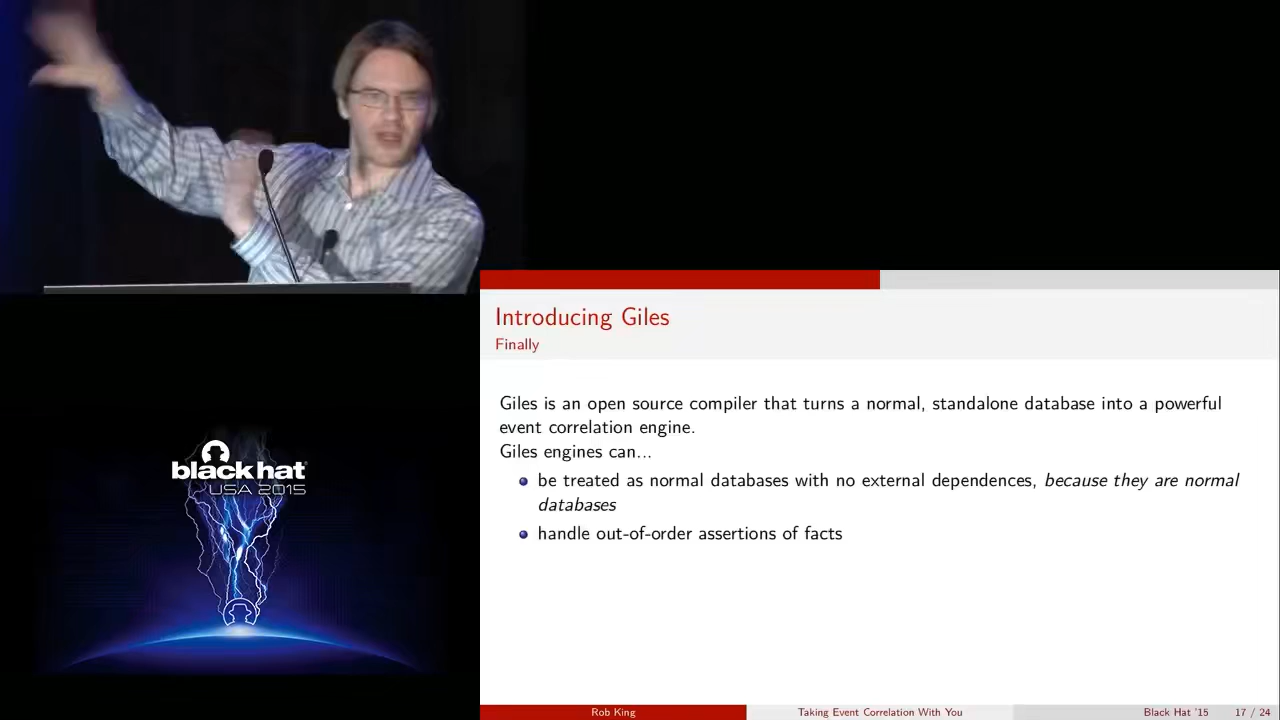 Introducing Giles
Finally
Giles is an open source compiler that turns a normal, standalone database into a powerful
event correlation engine.
Giles engines can...
be treated as normal databases with no external dependences, because they are normal
databases
handle out-of-order assertions of facts
black hat
USA 2015
Rob King
Taking Event Correlation With You
Black Hat '15
17 / 24